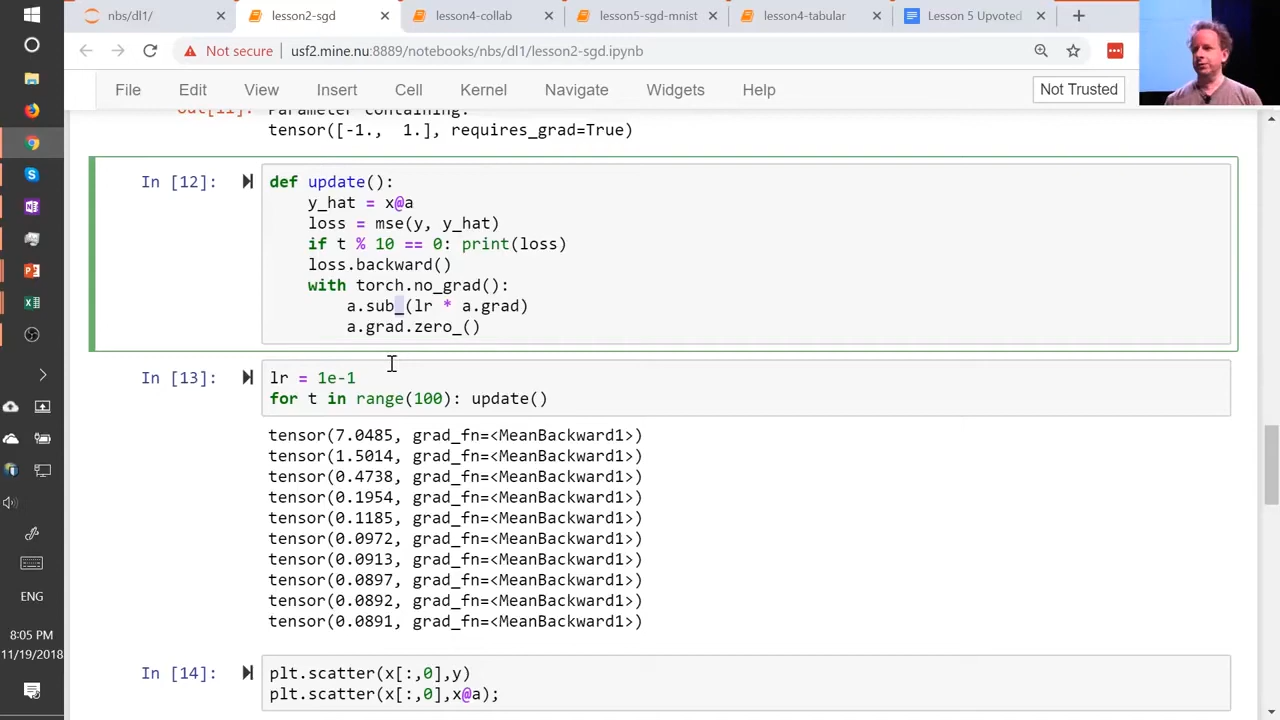 nbs/dl1/
lesson2-sgd
lesson4-collab
lesson5-sgd-mnist
lesson4-tabular
Lesson 5 Upvoted
Not secure
usf2.mine.nu:8889/notebooks/nbs/dl1/lesson2-sgd.ipynb
File Edit View Insert Cell Kernel Navigate Widgets Help
Not Trusted
Out[11]: Parameter containing:
tensor([-1., 1.], requires_grad=True)
In [12]: def update():
y_hat = x@a
loss = mse(y, y_hat)
if t % 10 == 0: print(loss)
loss.backward()
with torch.no_grad():
a.sub_(lr * a.grad)
a.grad.zero_()
In [13]: lr = 1e-1
for t in range(100): update()
tensor(7.0485, grad_fn=<MeanBackward1>)
tensor(1.5014, grad_fn=<MeanBackward1>)
tensor(0.4738, grad_fn=<MeanBackward1>)
tensor(0.1954, grad_fn=<MeanBackward1>)
tensor(0.1185, grad_fn=<MeanBackward1>)
tensor(0.0972, grad_fn=<MeanBackward1>)
tensor(0.0913, grad_fn=<MeanBackward1>)
tensor(0.0897, grad_fn=<MeanBackward1>)
tensor(0.0892, grad_fn=<MeanBackward1>)
tensor(0.0891, grad_fn=<MeanBackward1>)
In [14]: plt.scatter(x[:,0],y)
plt.scatter(x[:,0],x@a);
ENG
8:05 PM
11/19/2018